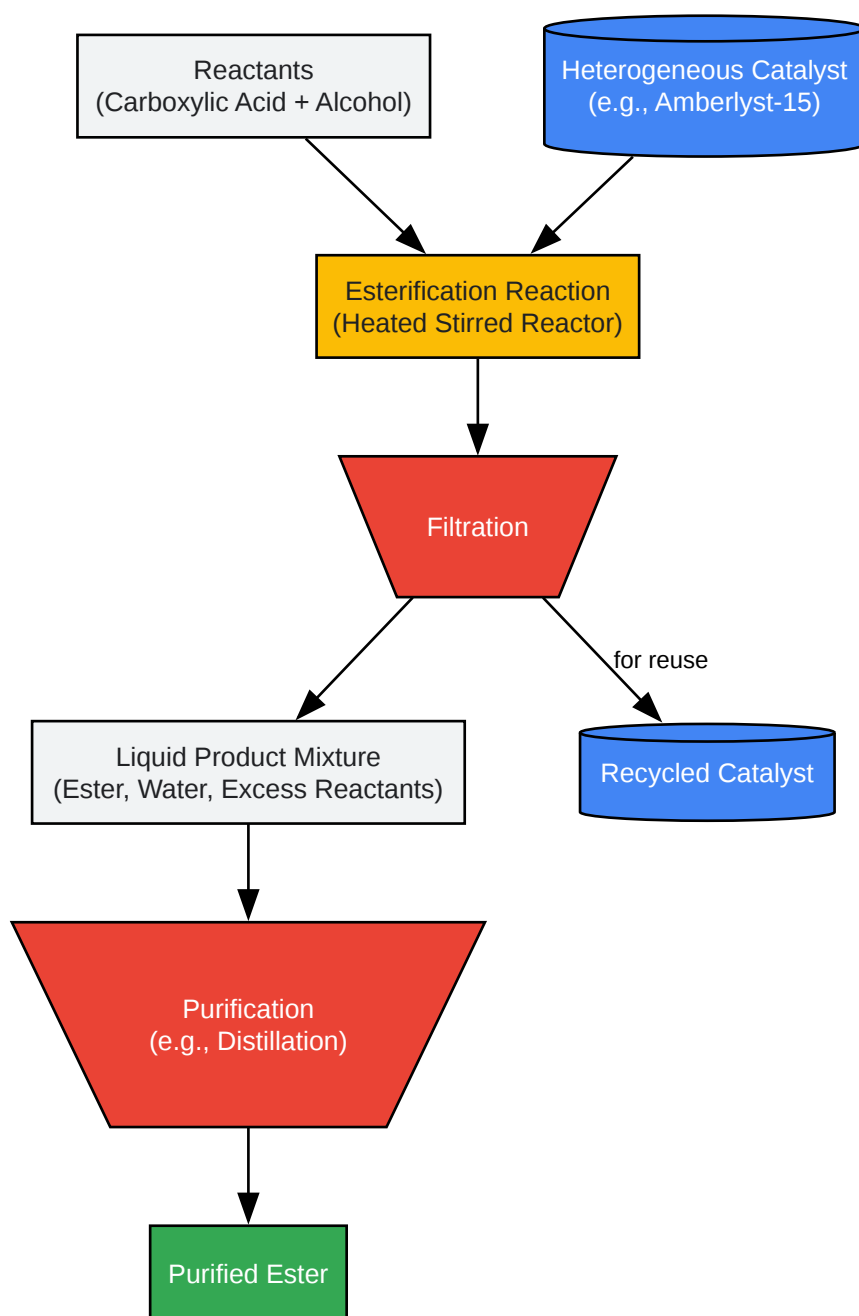 Reactants
(Carboxylic Acid + Alcohol)
Heterogeneous Catalyst
(e.g., Amberlyst-15)
Esterification Reaction
(Heated Stirred Reactor)
Filtration
for reuse
Liquid Product Mixture
(Ester, Water, Excess Reactants)
Recycled Catalyst
Purification
(e.g., Distillation)
Purified Ester